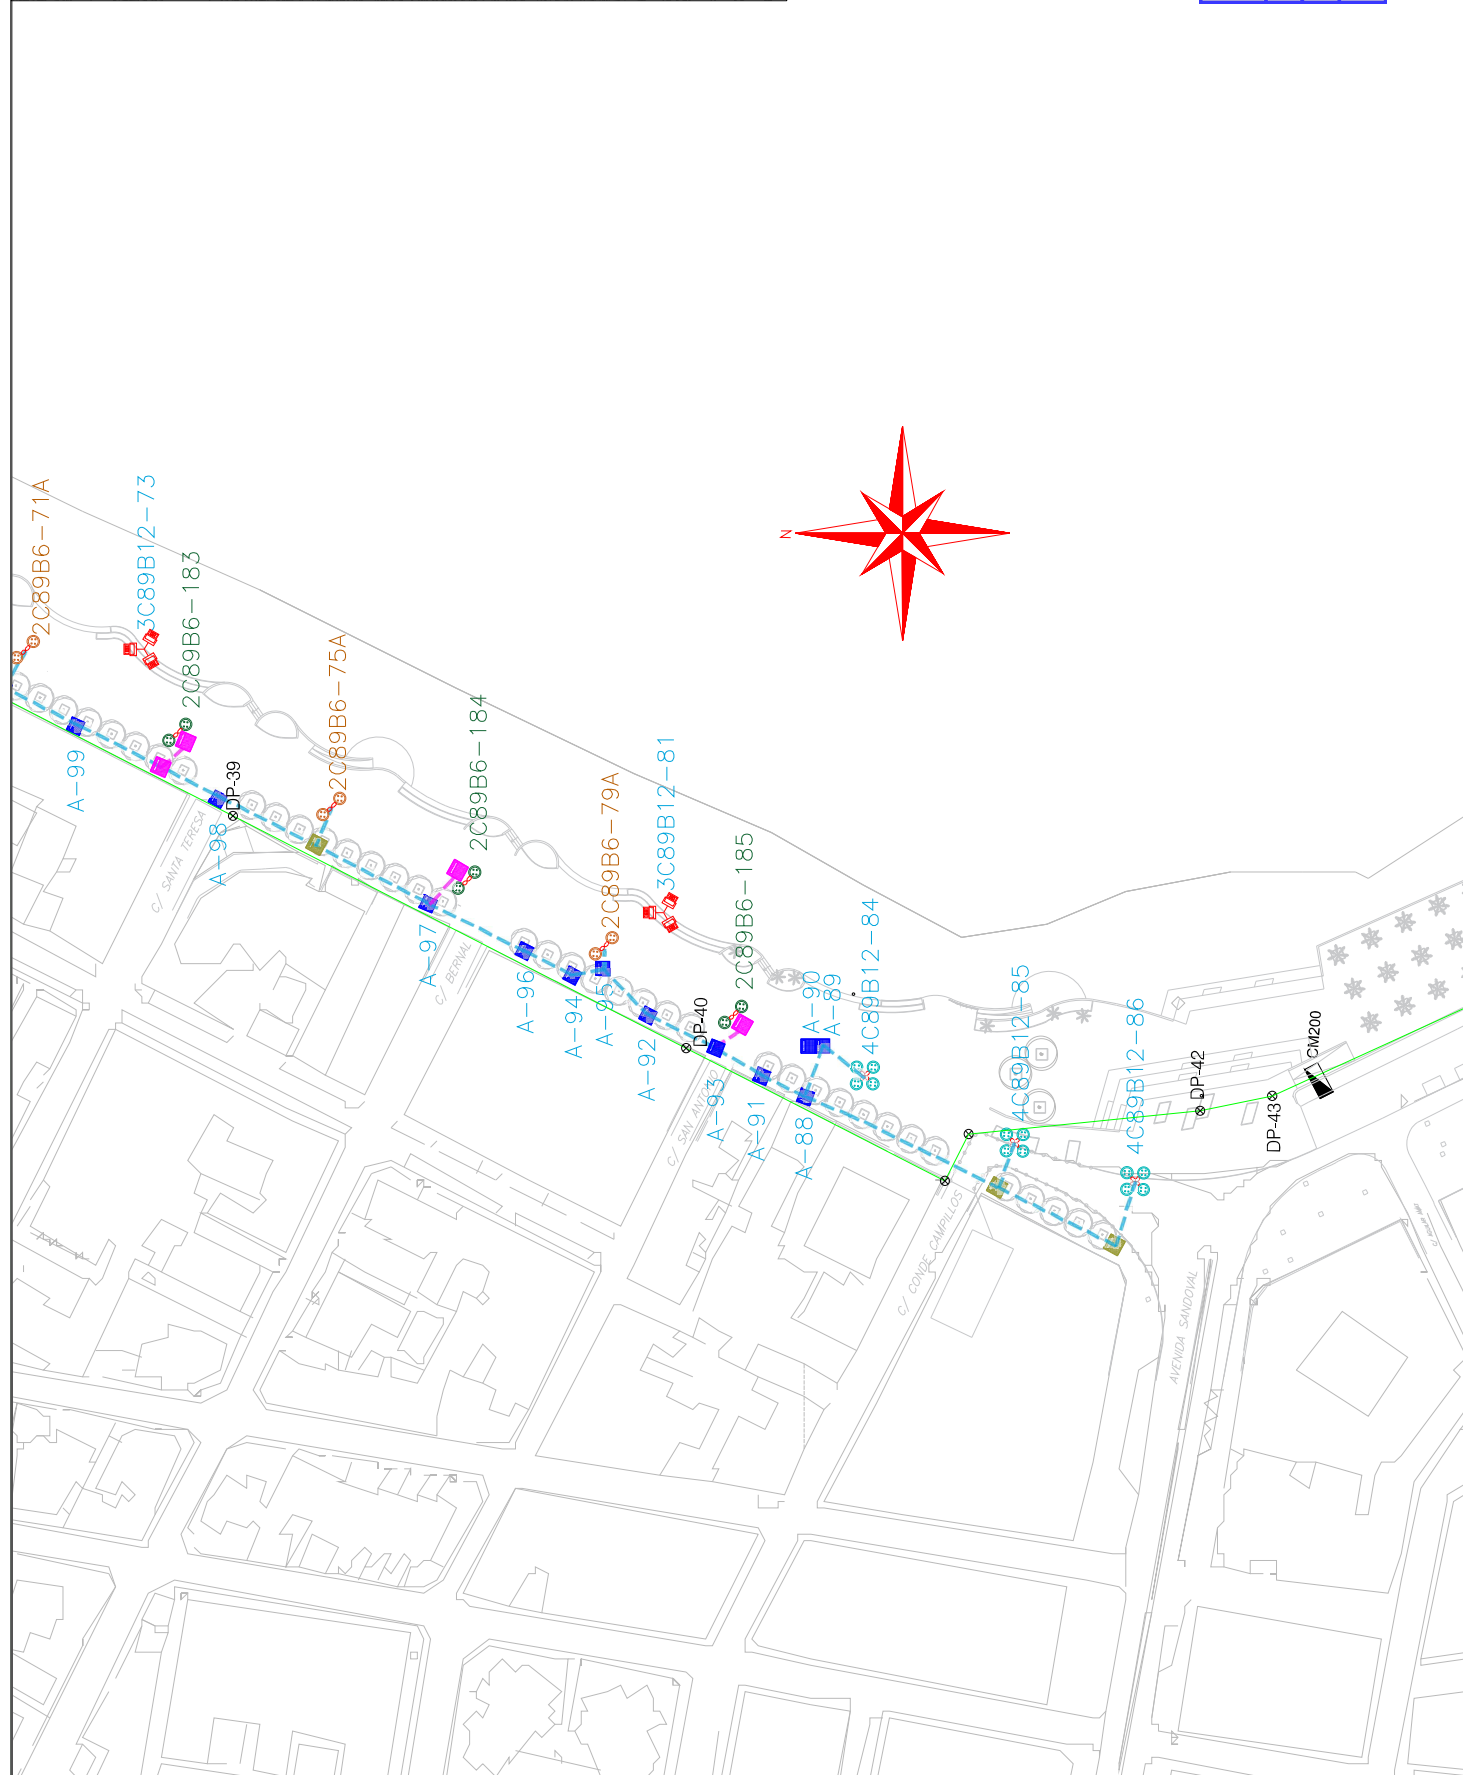 2C89B6-71A
3C89B12-73
2C89B6-183
N
A-99
DP-39
2C89B6-75A
C/ SANTA TERESA
A-98
2C89B6-184
3C89B12-81
2C89B6-79A
2C89B6-185
A-97
C/ BERNAL
A-96
A-94
A-95
A-90
A-89
4C89B12-84
DP-40
A-92
A-93
C/ SAN ANTONIO
A-91
A-88
4C89B12-85
4C89B12-86
DP-42
CM200
DP-43
C/ CONDE CAMPILLOS
AVENIDA SANDOVAL